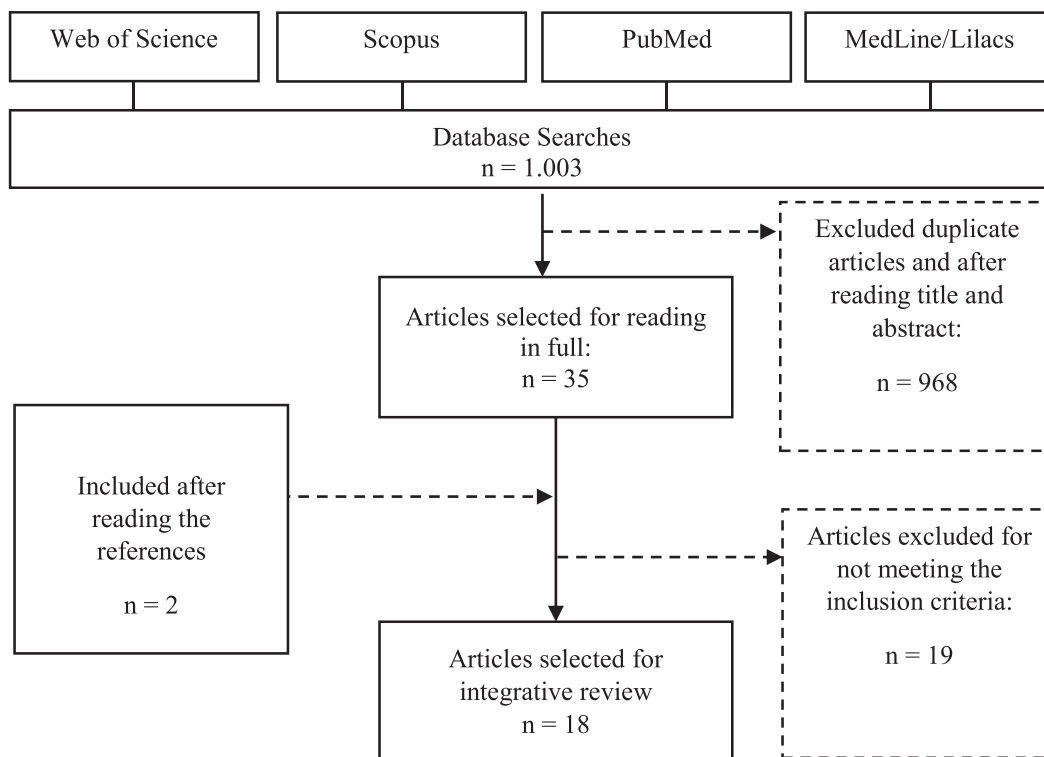 Web of Science
Scopus
PubMed
MedLine/Lilacs
Database Searches
n = 1.003
Excluded duplicate
articles and after
reading title and
abstract:
n = 968
Articles selected for reading
in full:
n = 35
Included after
reading the
references
n = 2
Articles excluded for
not meeting the
inclusion criteria:
n = 19
Articles selected for
integrative review
n = 18